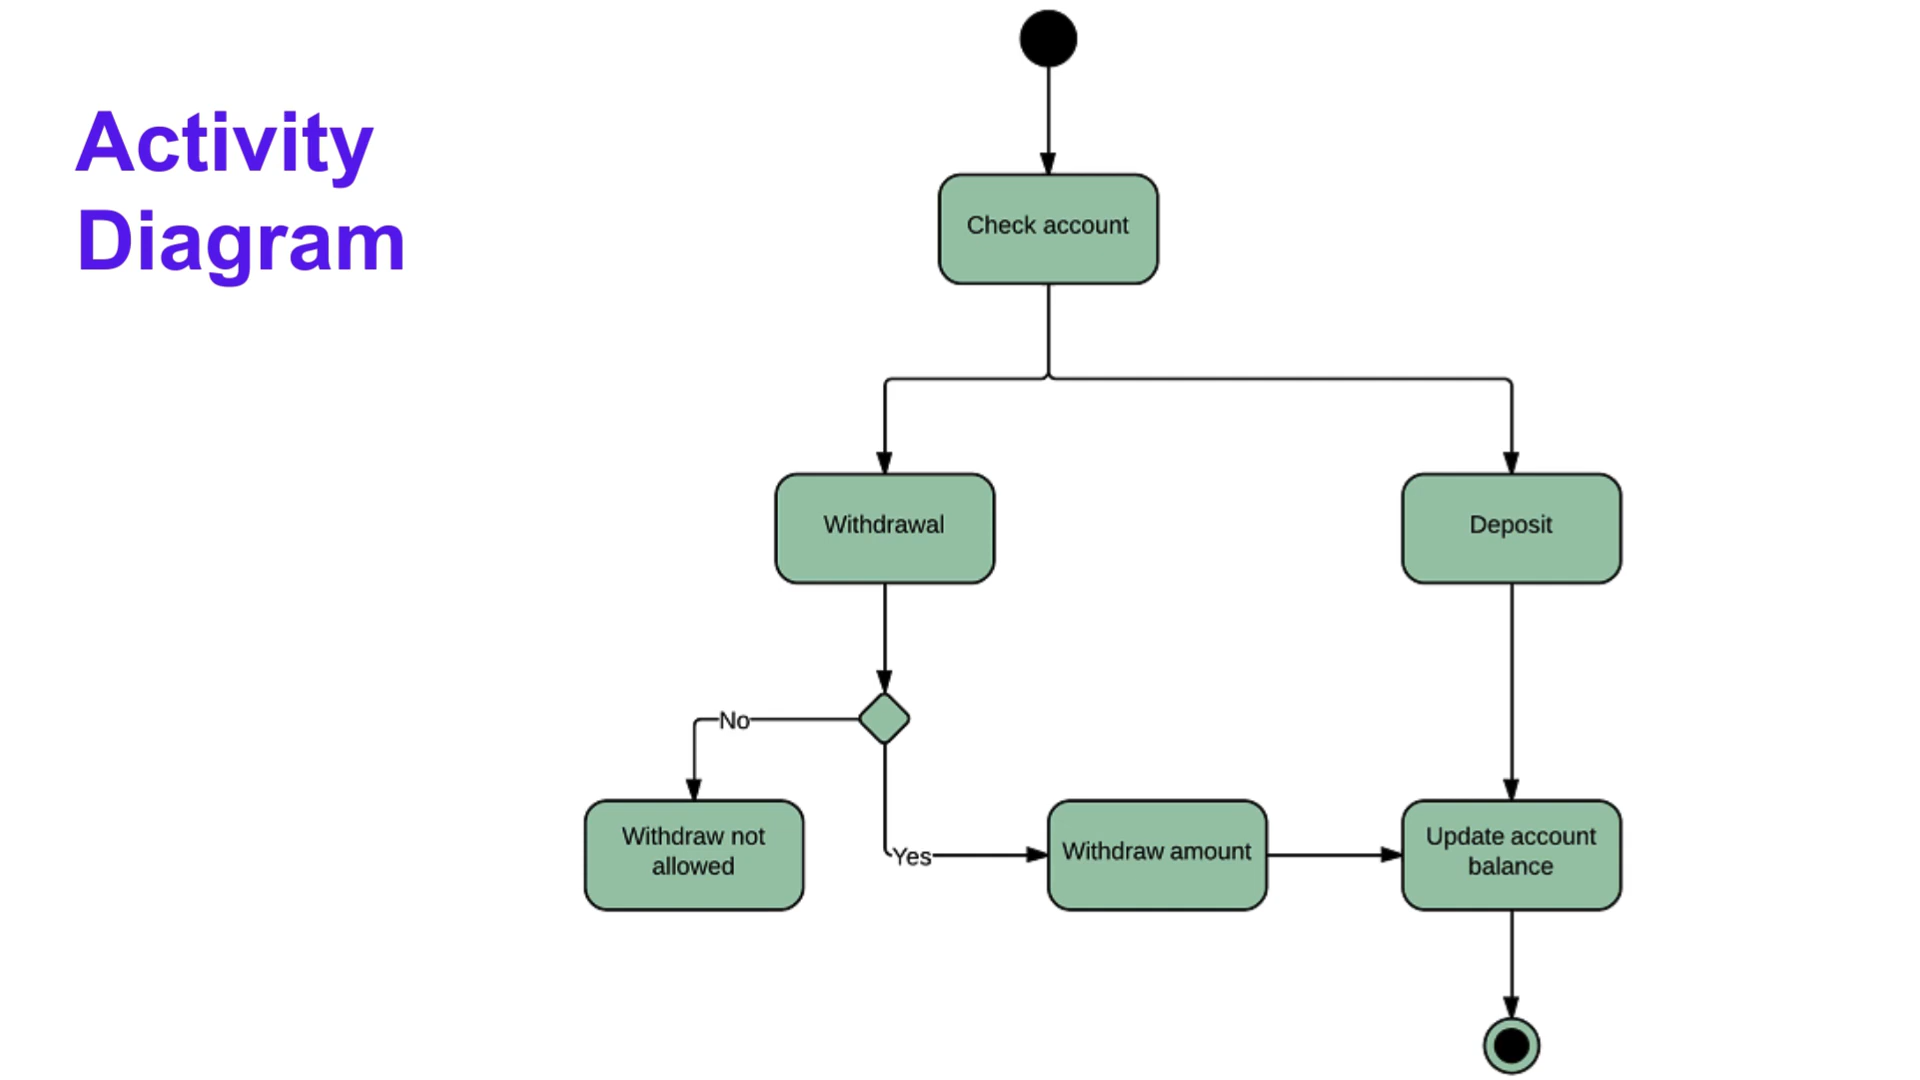 Activity
Diagram
Check account
Withdrawal
Deposit
No
Withdraw not
allowed
Yes
Withdraw amount
Update account
balance